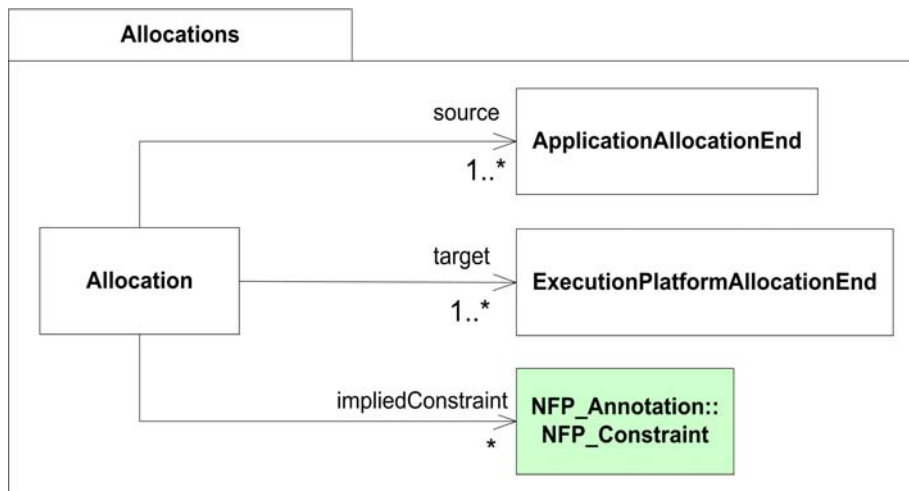 Allocations
source
1..*
ApplicationAllocationEnd
Allocation
target
1..*
ExecutionPlatformAllocationEnd
impliedConstraint
*
NFP_Annotation::
NFP_Constraint